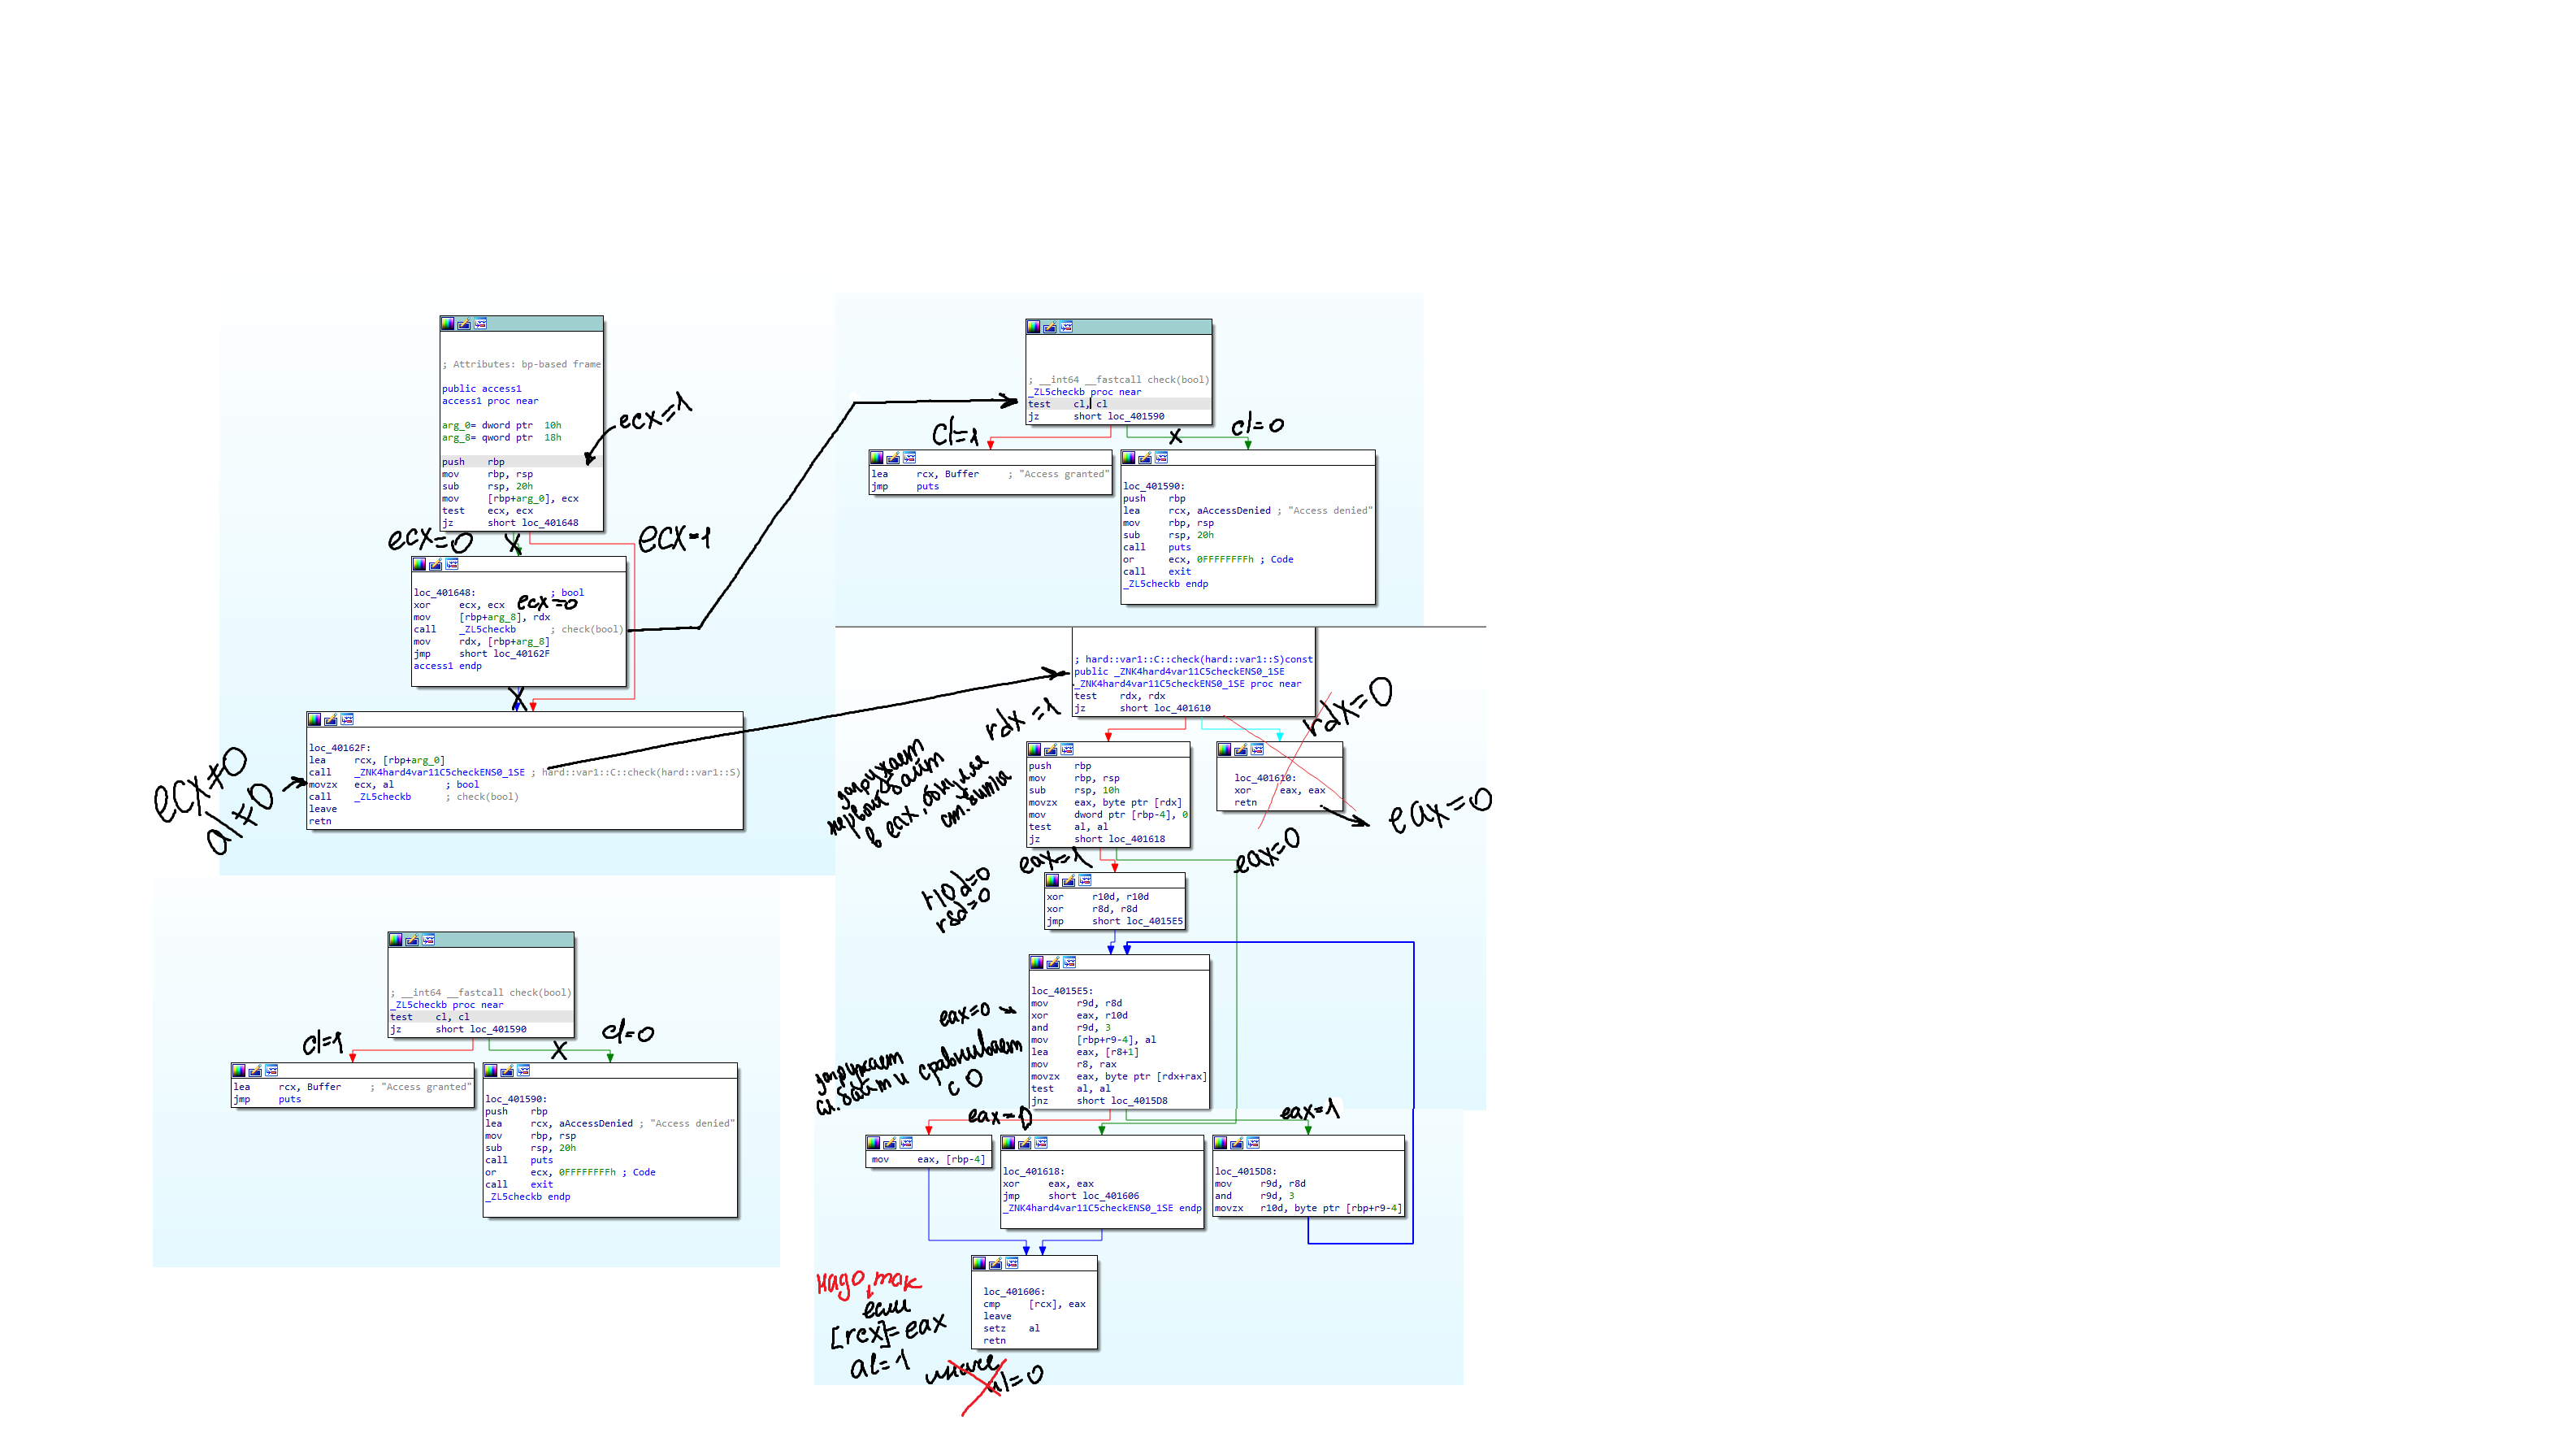 ; Attributes: bp-based frame
public access1
access1 proc near
arg_0= dword ptr  10h
arg_8= qword ptr  18h
push    rbp
mov     rbp, rsp
sub     rsp, 20h
mov     [rbp+arg_0], ecx
test    ecx, ecx
jz      short loc_401648
ecx=1
ecx=0
x
ecx=1
loc_401648:             ; bool
xor     ecx, ecx
ecx=0
mov     [rbp+arg_8], rdx
call    _ZL5checkb      ; check(bool)
mov     rdx, [rbp+arg_8]
jmp     short loc_40162F
access1 endp
x
loc_40162F:
lea     rcx, [rbp+arg_0]
call    _ZNK4hard4var11C5checkENS0_1SE ; hard::var1::C::check(hard::var1::S)
movzx   ecx, al         ; bool
call    _ZL5checkb      ; check(bool)
leave
retn
ecx≠0
al≠0
; __int64 __fastcall check(bool)
_ZL5checkb proc near
test    cl, cl
jz      short loc_401590
cl=1
x
cl=0
lea     rcx, Buffer     ; "Access granted"
jmp     puts
loc_401590:
push    rbp
lea     rcx, aAccessDenied ; "Access denied"
mov     rbp, rsp
sub     rsp, 20h
call    puts
or      ecx, 0FFFFFFFFh ; Code
call    exit
_ZL5checkb endp
; __int64 __fastcall check(bool)
_ZL5checkb proc near
test    cl, cl
jz      short loc_401590
cl=1
x
cl=0
lea     rcx, Buffer     ; "Access granted"
jmp     puts
loc_401590:
push    rbp
lea     rcx, aAccessDenied ; "Access denied"
mov     rbp, rsp
sub     rsp, 20h
call    puts
or      ecx, 0FFFFFFFFh ; Code
call    exit
_ZL5checkb endp
; hard::var1::C::check(hard::var1::S)const
public _ZNK4hard4var11C5checkENS0_1SE
_ZNK4hard4var11C5checkENS0_1SE proc near
test    rdx, rdx
jz      short loc_401610
rdx=1
rdx=0
загружает
первый байт
в eax, обнуляя
ст. биты
push    rbp
mov     rbp, rsp
sub     rsp, 10h
movzx   eax, byte ptr [rdx]
mov     dword ptr [rbp-4], 0
test    al, al
jz      short loc_401618
loc_401610:
xor     eax, eax
retn
eax=0
eax=1
eax=0
r10d=0
r8d=0
xor     r10d, r10d
xor     r8d, r8d
jmp     short loc_4015E5
loc_4015E5:
mov     r9d, r8d
xor     eax, r10d
and     r9d, 3
mov     [rbp+r9-4], al
lea     eax, [r8+1]
mov     r8, rax
movzx   eax, byte ptr [rdx+rax]
test    al, al
jnz     short loc_4015D8
eax=0
загружает
сл. байт и сравнивает
с 0
eax=0
eax=1
mov     eax, [rbp-4]
loc_401618:
xor     eax, eax
jmp     short loc_401606
_ZNK4hard4var11C5checkENS0_1SE endp
loc_4015D8:
mov     r9d, r8d
and     r9d, 3
movzx   r10d, byte ptr [rbp+r9-4]
loc_401606:
cmp     [rcx], eax
leave
setz    al
retn
надо, так
если
[rcx]=eax
al=1
иначе
al=0